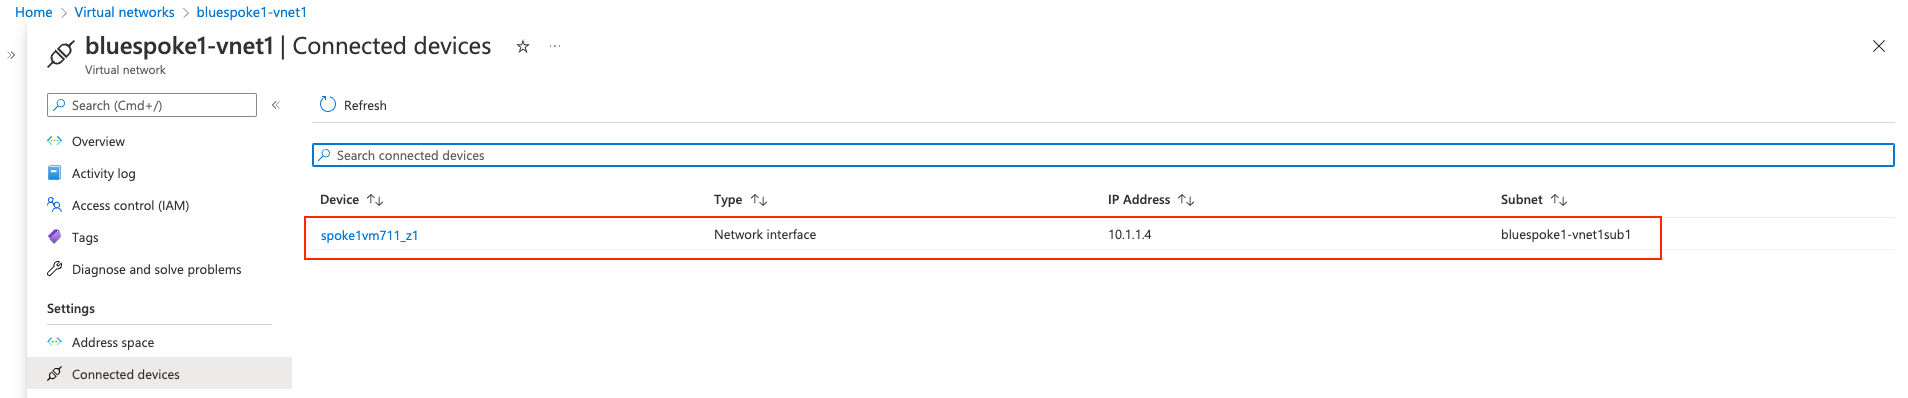 Home > Virtual networks > bluespoke1-vnet1
bluespoke1-vnet1 | Connected devices
Virtual network
Search (Cmd+/)
Refresh
Overview
Search connected devices
Activity log
Access control (IAM)
Device Type IP Address Subnet
Tags
spoke1vm711_z1 Network interface 10.1.1.4 bluespoke1-vnet1sub1
Diagnose and solve problems
Settings
Address space
Connected devices